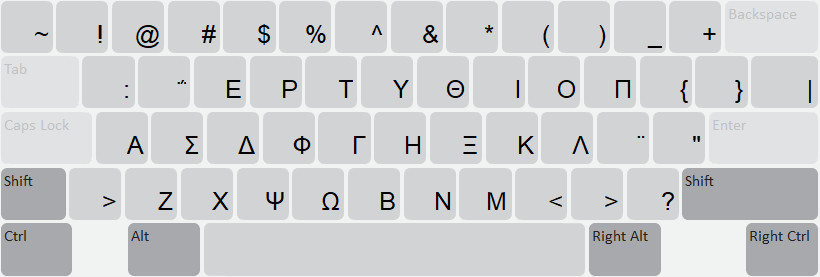 ~ ! @ # $ % ^ & * ( ) _ + Backspace
Tab : ΅ Ε Ρ Τ Υ Θ Ι Ο Π { } |
Caps Lock Α Σ Δ Φ Γ Η Ξ Κ Λ ¨ " Enter
Shift > Ζ Χ Ψ Ω Β Ν Μ < > ? Shift
Ctrl Alt Right Alt Right Ctrl